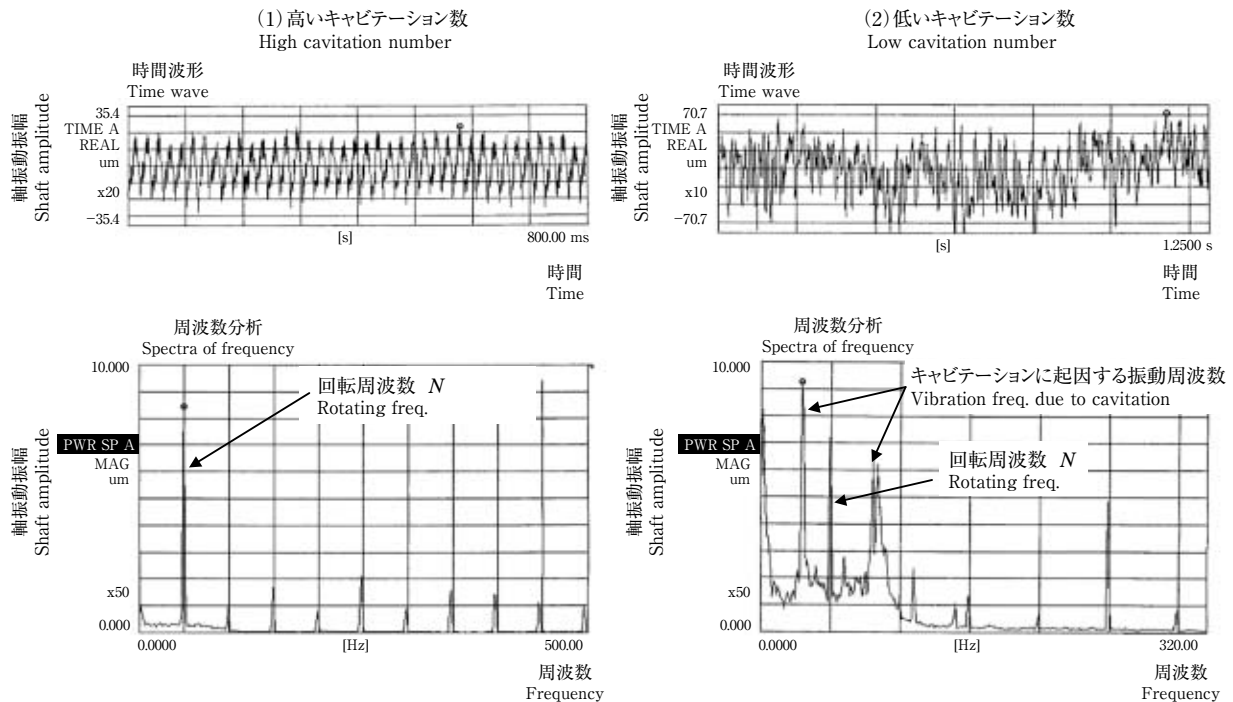 (1)高いキャビテーション数
High cavitation number
時間波形
Time wave
軸振動振幅
Shaft amplitude
35.4
TIME A
REAL
um
x20
−35.4
[s]
800.00 ms
時間
Time
周波数分析
Spectra of frequency
軸振動振幅
Shaft amplitude
10.000
PWR SP A
MAG
um
x50
0.000
回転周波数 N
Rotating freq.
0.0000
[Hz]
500.00
周波数
Frequency
(2)低いキャビテーション数
Low cavitation number
時間波形
Time wave
軸振動振幅
Shaft amplitude
70.7
TIME A
REAL
um
x10
−70.7
[s]
1.2500 s
時間
Time
周波数分析
Spectra of frequency
軸振動振幅
Shaft amplitude
10.000
PWR SP A
MAG
um
x50
0.000
キャビテーションに起因する振動周波数
Vibration freq. due to cavitation
回転周波数 N
Rotating freq.
0.0000
[Hz]
320.00
周波数
Frequency